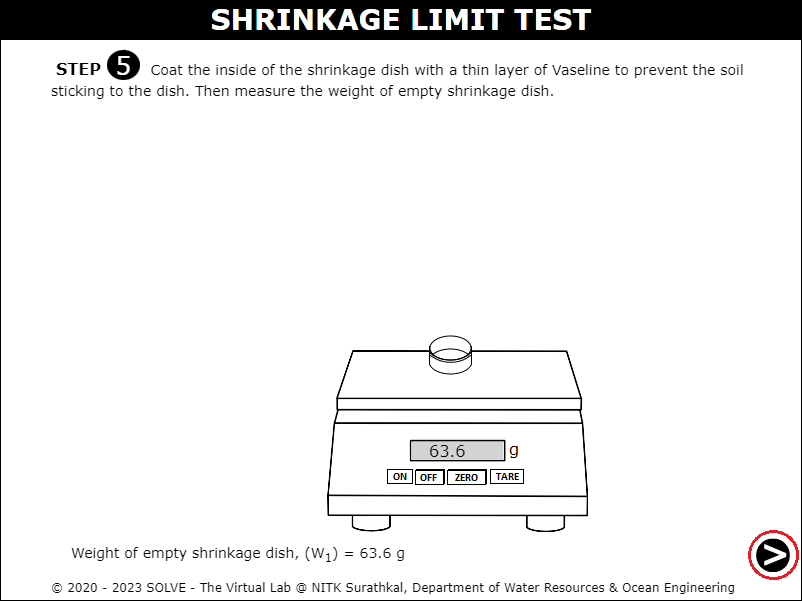 SHRINKAGE LIMIT TEST
STEP 5 Coat the inside of the shrinkage dish with a thin layer of Vaseline to prevent the soil
sticking to the dish. Then measure the weight of empty shrinkage dish.
63.6 g
ON OFF ZERO TARE
Weight of empty shrinkage dish, (W₁) = 63.6 g
>
© 2020 - 2023 SOLVE - The Virtual Lab @ NITK Surathkal, Department of Water Resources & Ocean Engineering